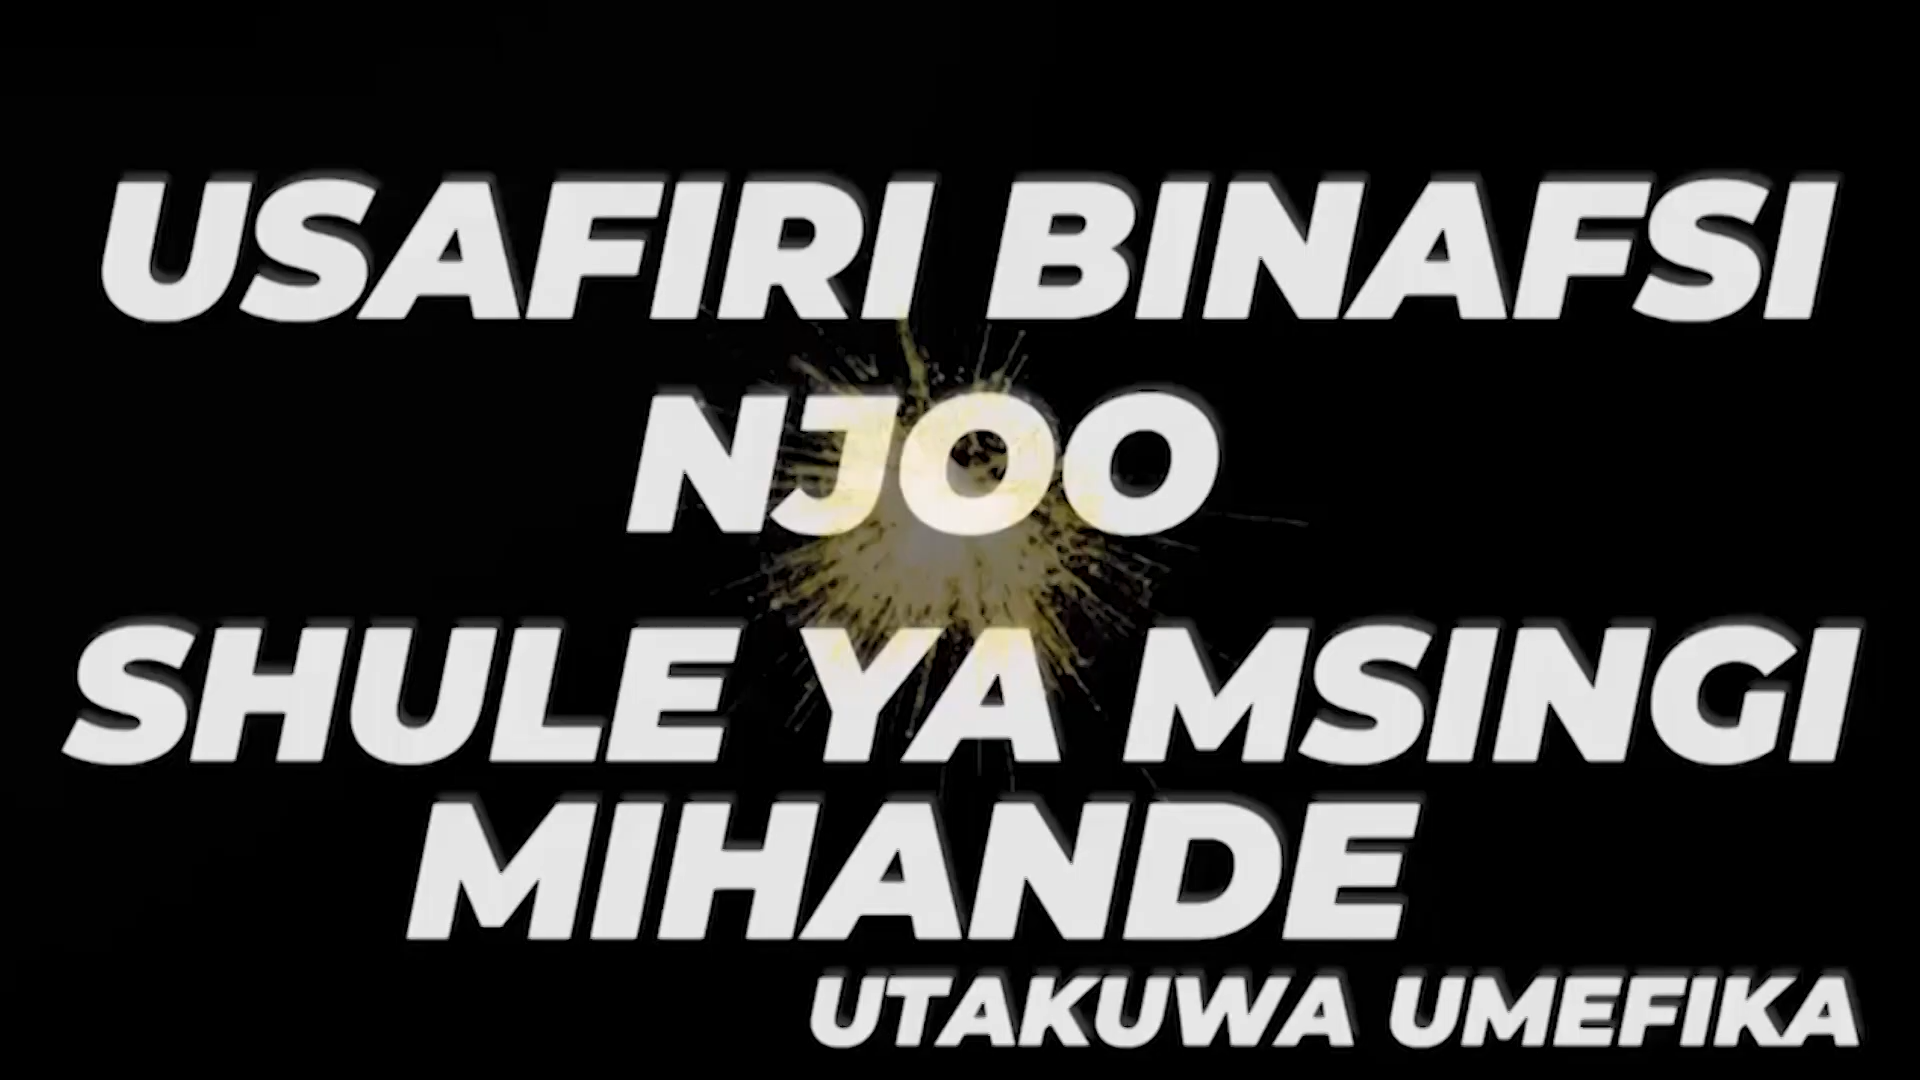 USAFIRI BINAFSI
NJOO
SHULE YA MSINGI
MIHANDE
UTAKUWA UMEFIKA